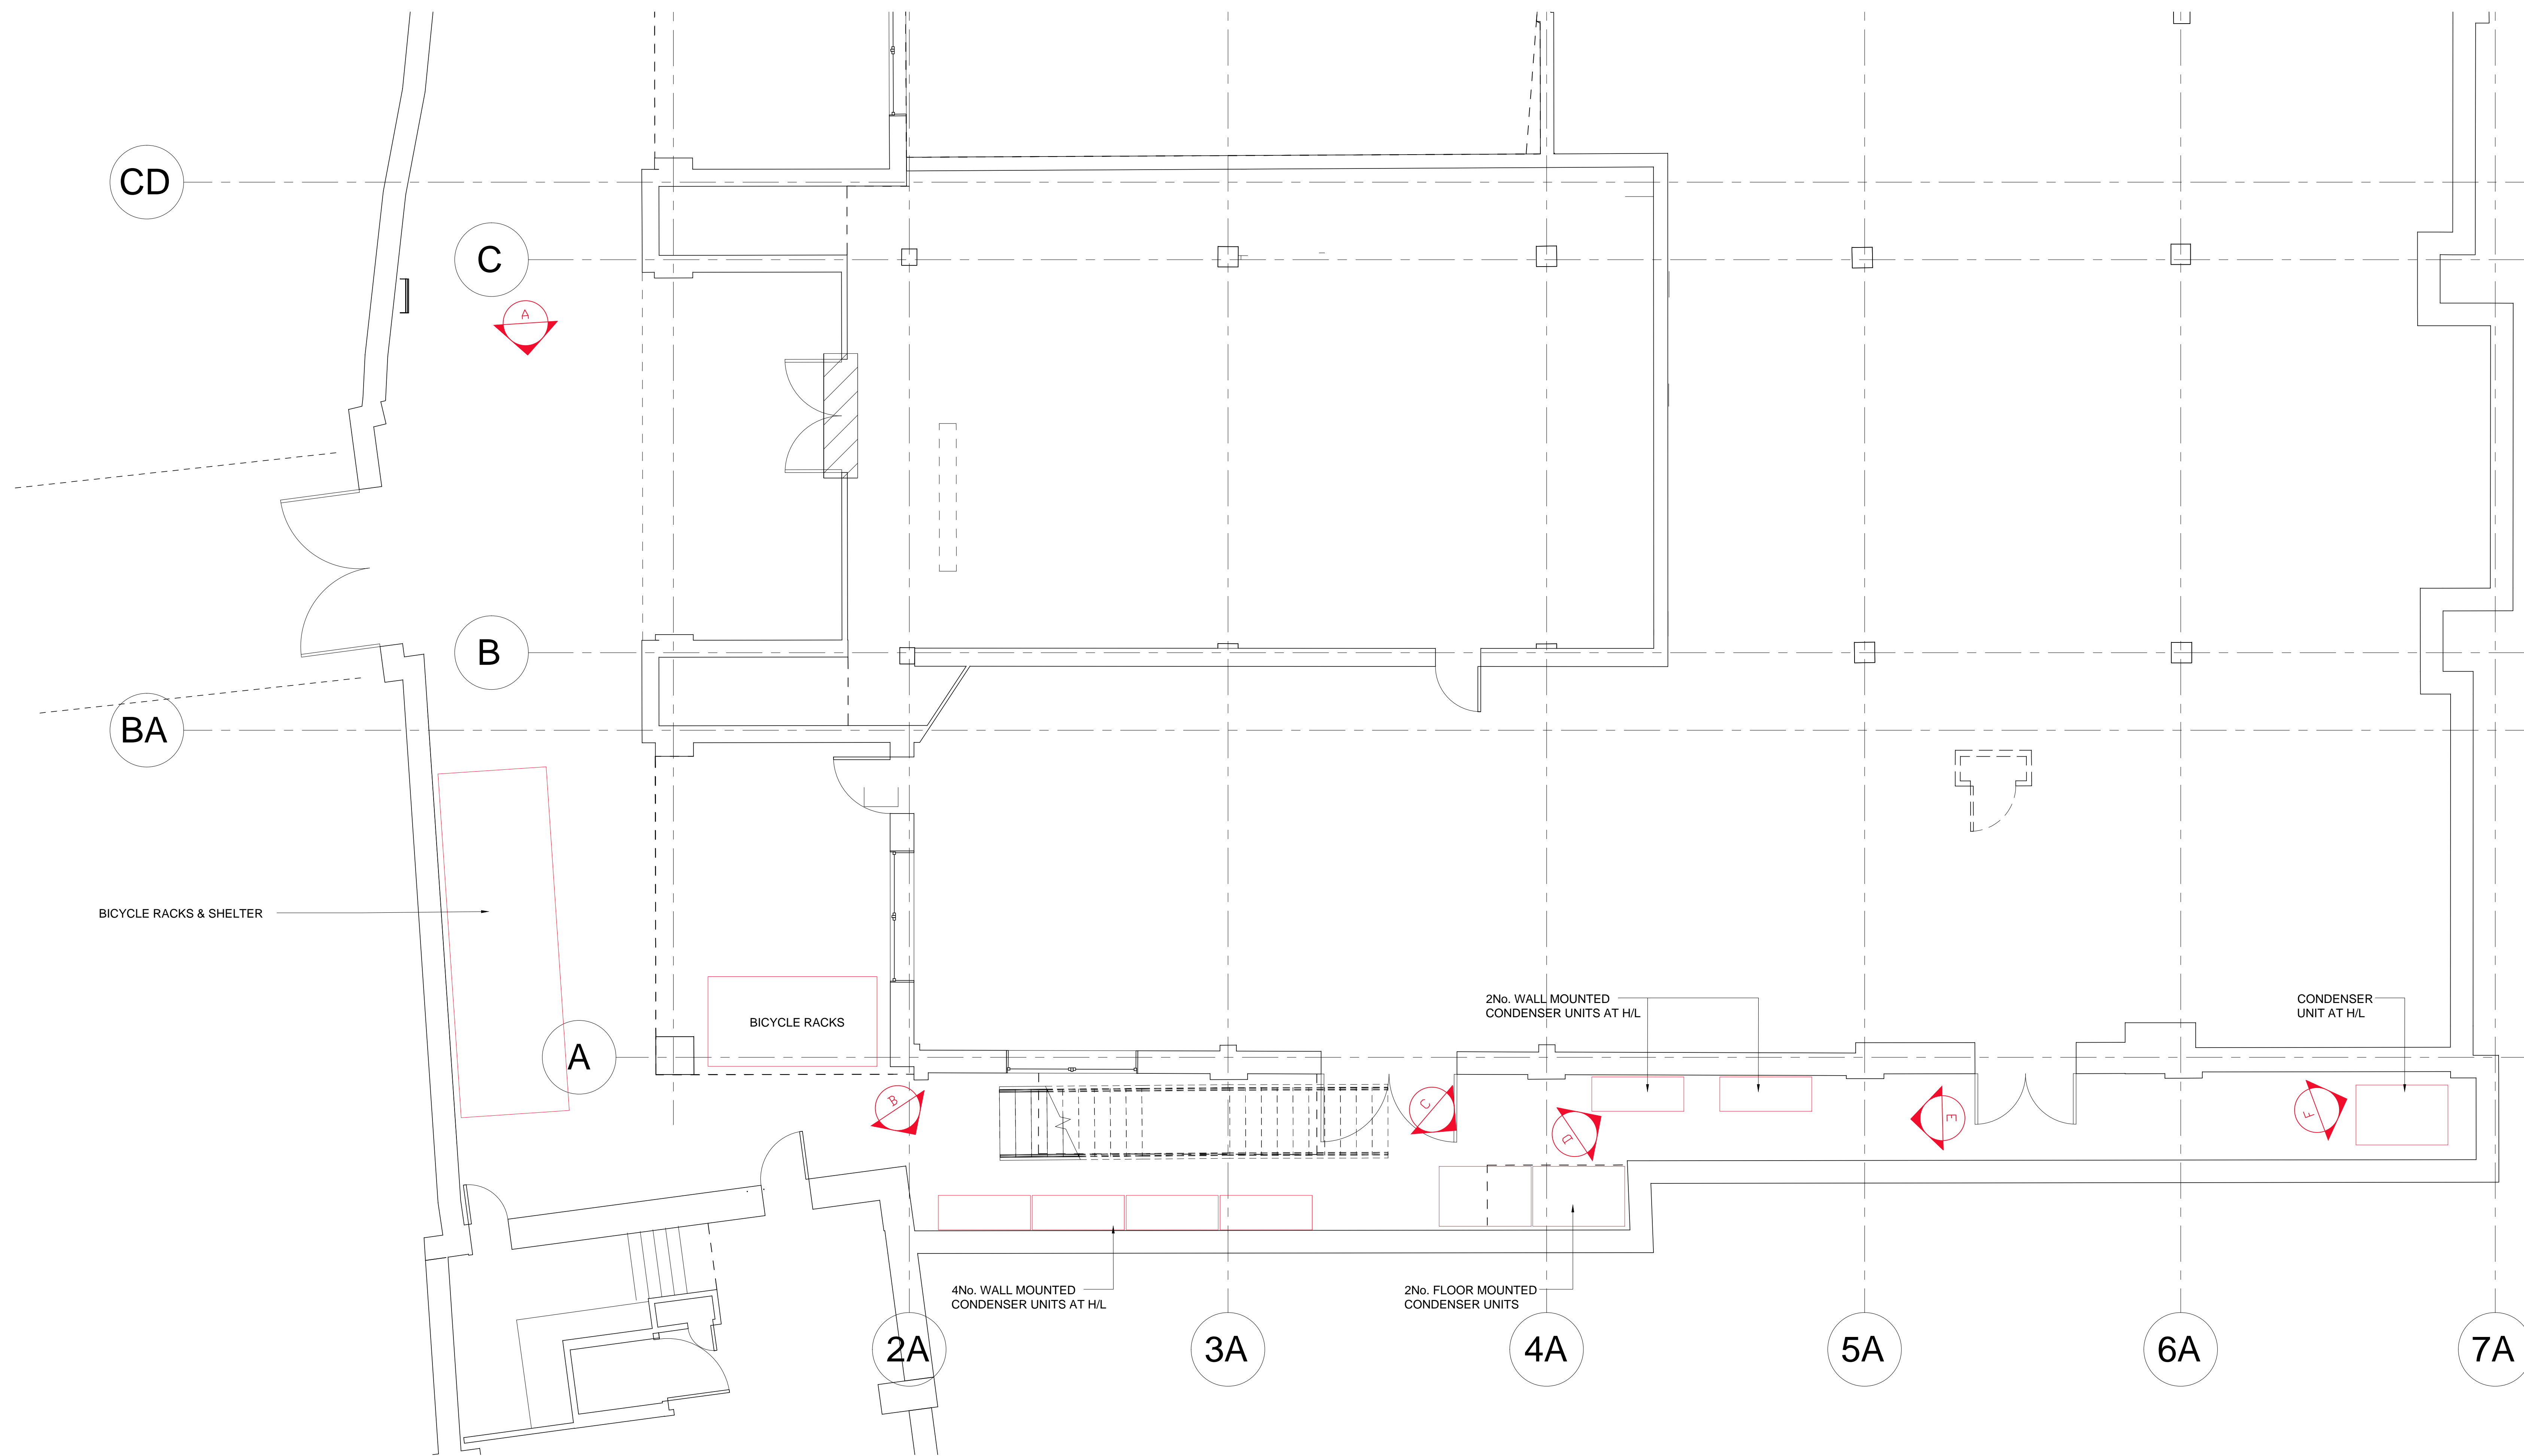 CD
C
A
B
BA
BICYCLE RACKS & SHELTER
BICYCLE RACKS
A
2No. WALL MOUNTED
CONDENSER UNITS AT H/L
CONDENSER
UNIT AT H/L
B
C
D
E
F
4No. WALL MOUNTED
CONDENSER UNITS AT H/L
2No. FLOOR MOUNTED
CONDENSER UNITS
2A
3A
4A
5A
6A
7A